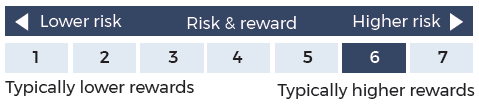 Lower risk Risk & reward Higher risk
1 2 3 4 5 6 7
Typically lower rewards Typically higher rewards